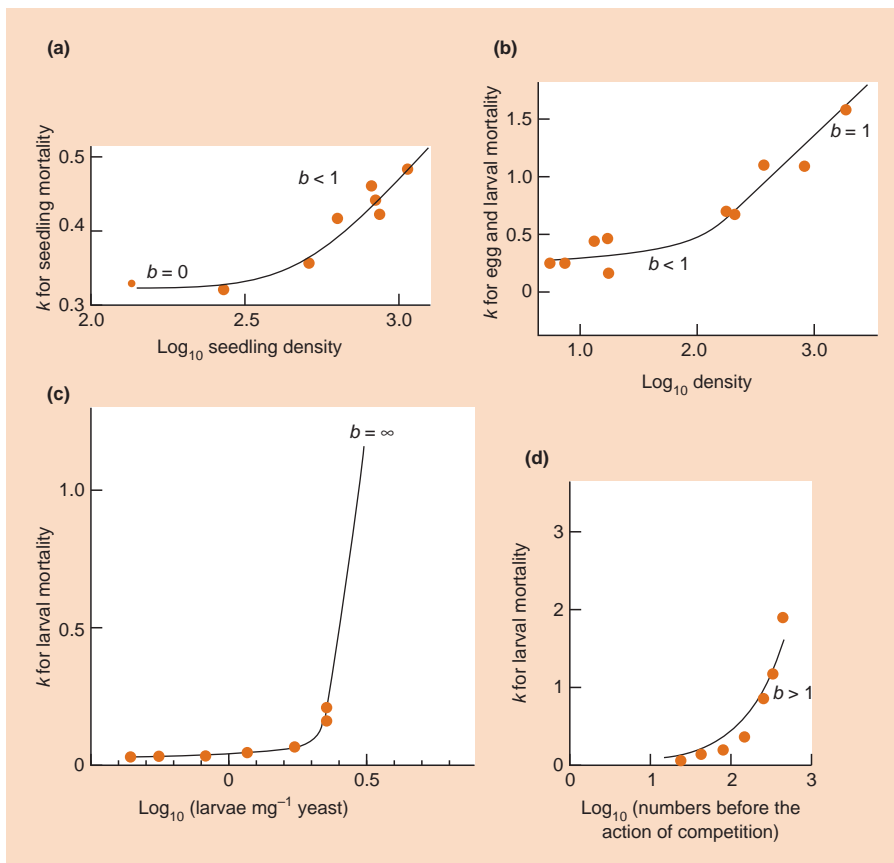 (a)
k for seedling mortality
0.5
0.4
0.3
b < 1
b = 0
2.0 2.5 3.0
Log₁₀ seedling density
(b)
k for egg and larval mortality
1.5
1.0
0.5
0
b = 1
b < 1
1.0 2.0 3.0
Log₁₀ density
(c)
k for larval mortality
1.0
0.5
0
b = ∞
0 0.5
Log₁₀ (larvae mg⁻¹ yeast)
(d)
k for larval mortality
3
2
1
0
b > 1
0 1 2 3
Log₁₀ (numbers before the
action of competition)